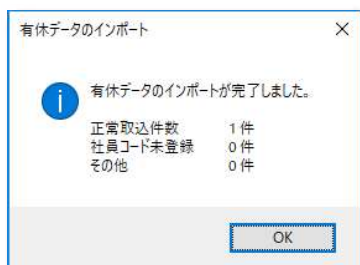 有休データのインポート
有休データのインポートが完了しました。
正常取込件数 1 件
社員コード未登録 0 件
その他 0 件
OK